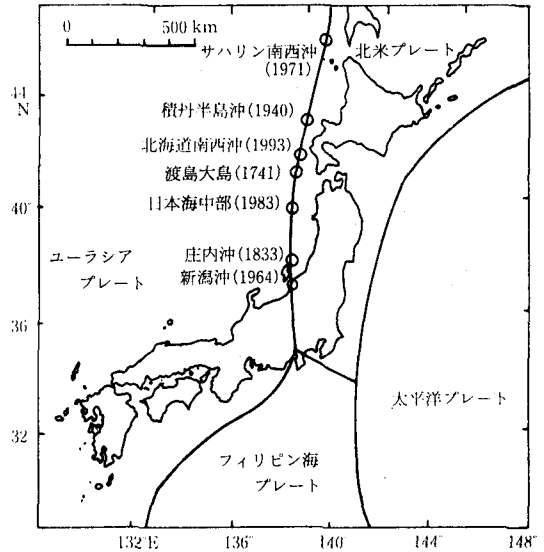 0 500 km
サハリン南西沖
(1971)
北米プレート
44
N
積丹半島沖(1940)
北海道南西沖(1993)
渡島大島(1741)
日本海中部(1983)
40°
庄内沖(1833)
新潟沖(1964)
ユーラシア
プレート
36
太平洋プレート
32
フィリピン海
プレート
132°E 136° 140° 144° 148°